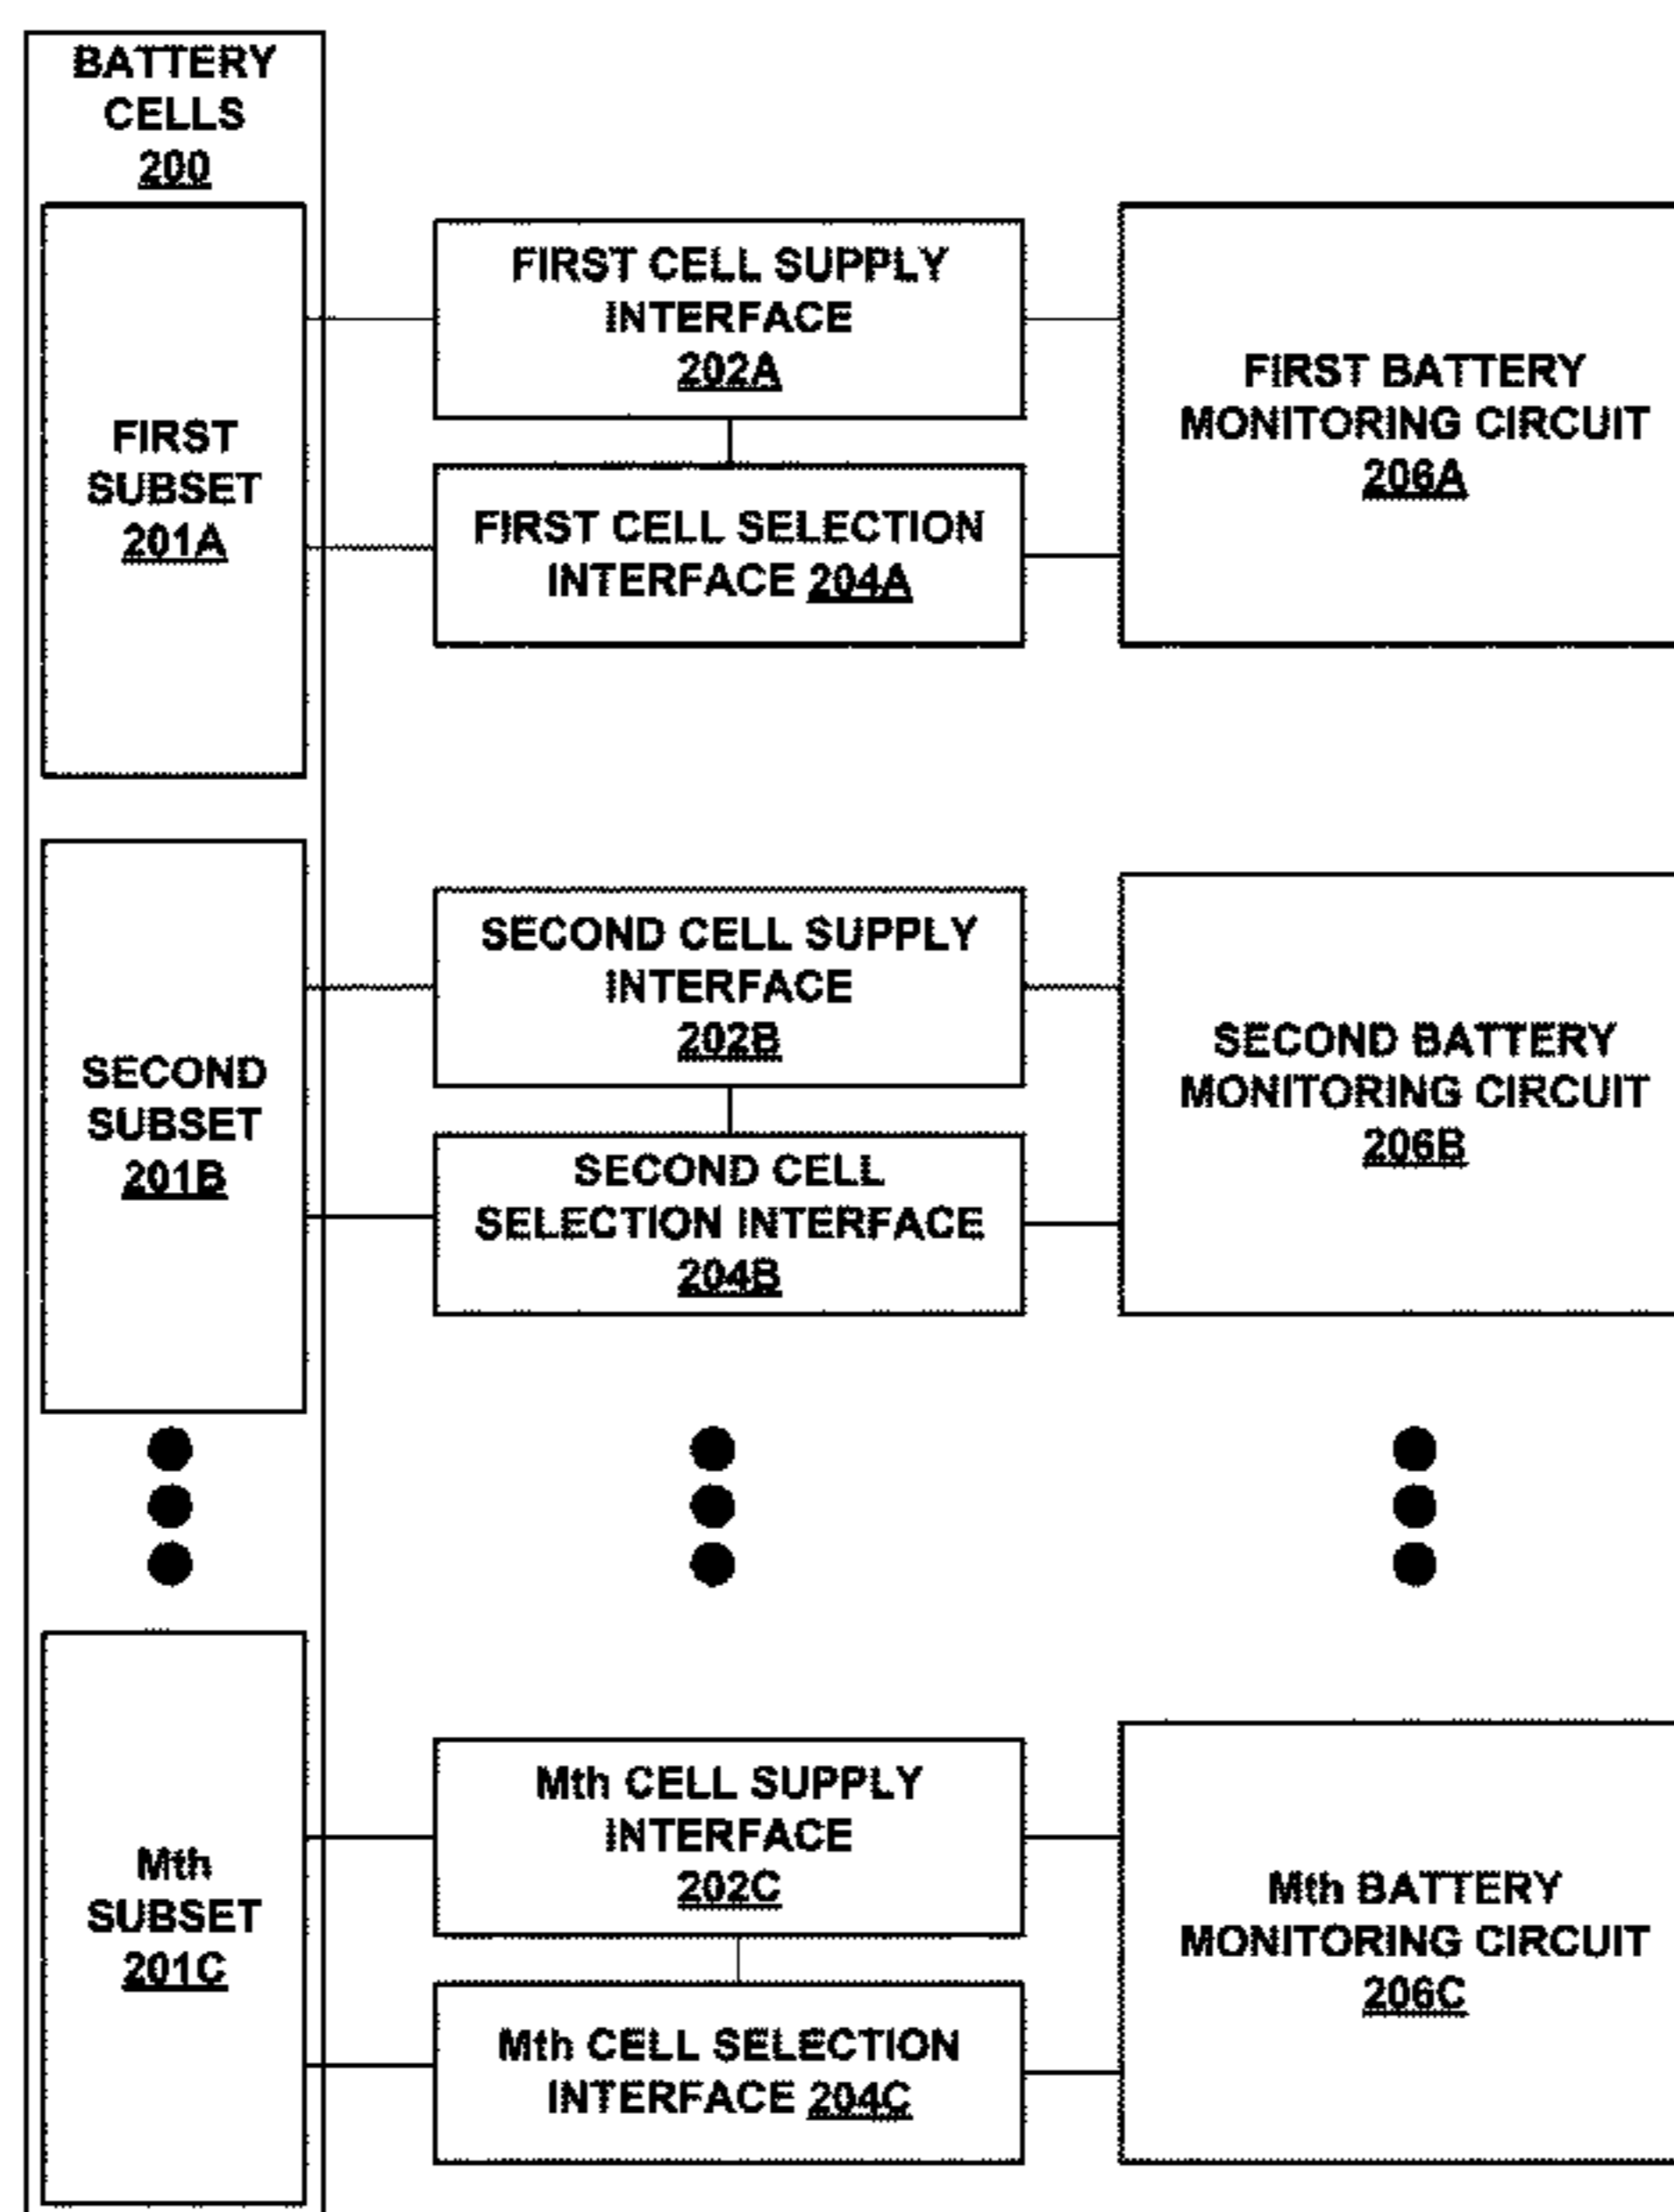 BATTERY
CELLS
200
FIRST
SUBSET
201A
FIRST CELL SUPPLY
INTERFACE
202A
FIRST CELL SELECTION
INTERFACE 204A
FIRST BATTERY
MONITORING CIRCUIT
206A
SECOND
SUBSET
201B
SECOND CELL SUPPLY
INTERFACE
202B
SECOND CELL
SELECTION INTERFACE
204B
SECOND BATTERY
MONITORING CIRCUIT
206B
Mth
SUBSET
201C
Mth CELL SUPPLY
INTERFACE
202C
Mth CELL SELECTION
INTERFACE 204C
Mth BATTERY
MONITORING CIRCUIT
206C